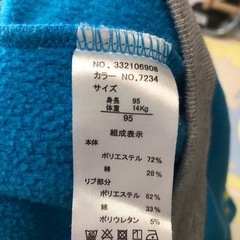 NO. 332106908
カラー NO.7234
サイズ
身長 95
体重 14Kg
95
組成表示
本体
ポリエステル 72%
綿 28%
リブ部分
ポリエステル 62%
綿 33%
ポリウレタン 5%